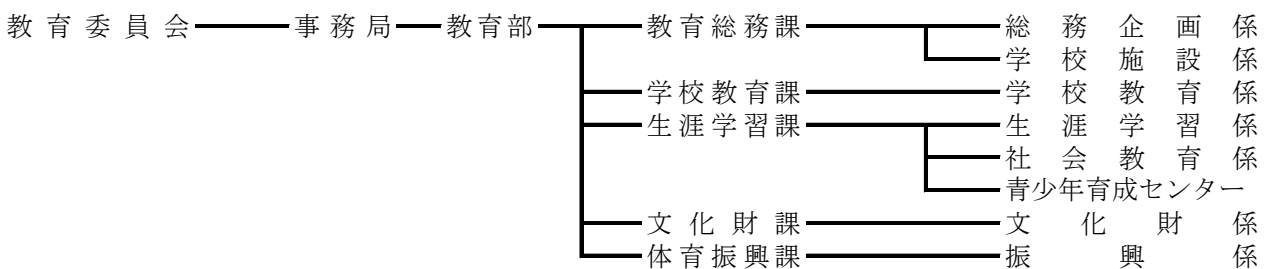 教育委員会 事務局 教育部 教育総務課 総務企画係
学校施設係
学校教育課 学校教育係
生涯学習課 生涯学習係
社会教育係
青少年育成センター
文化財課 文化財係
体育振興課 振興係